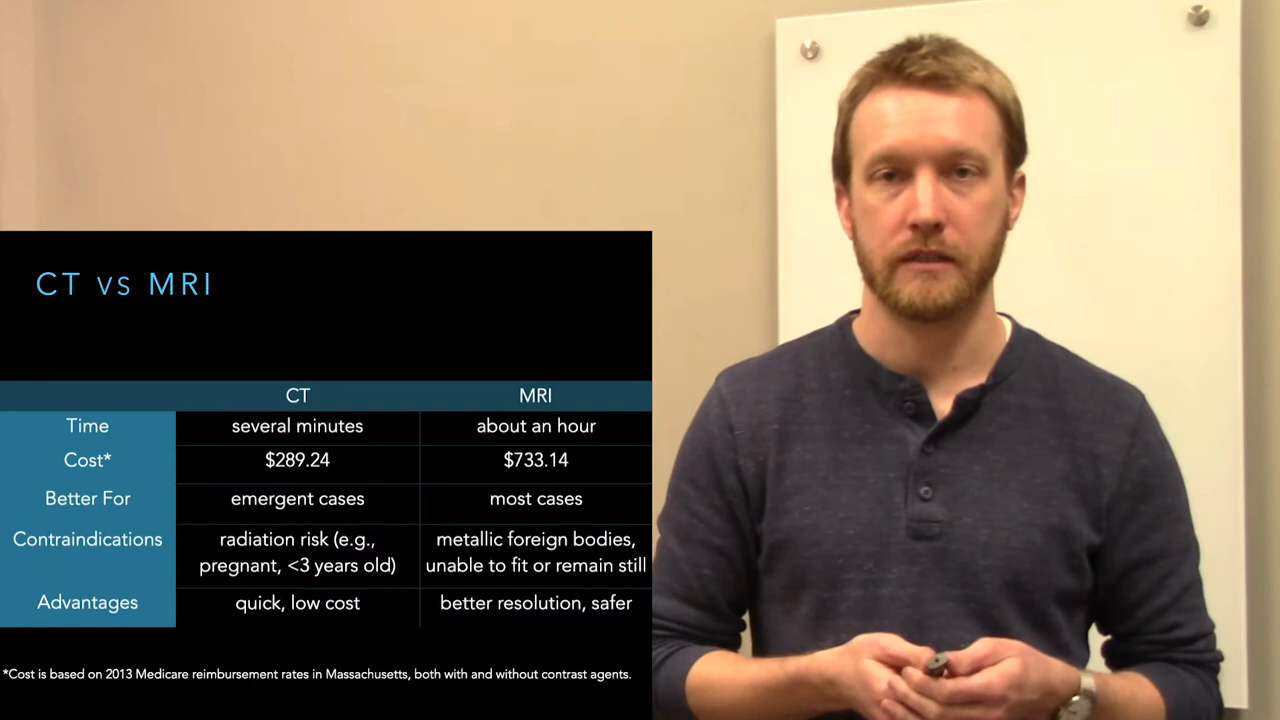 CT vs MRI
CT MRI
Time several minutes about an hour
Cost* $289.24 $733.14
Better For emergent cases most cases
Contraindications radiation risk (e.g., metallic foreign bodies,
pregnant, <3 years old) unable to fit or remain still
Advantages quick, low cost better resolution, safer
*Cost is based on 2013 Medicare reimbursement rates in Massachusetts, both with and without contrast agents.